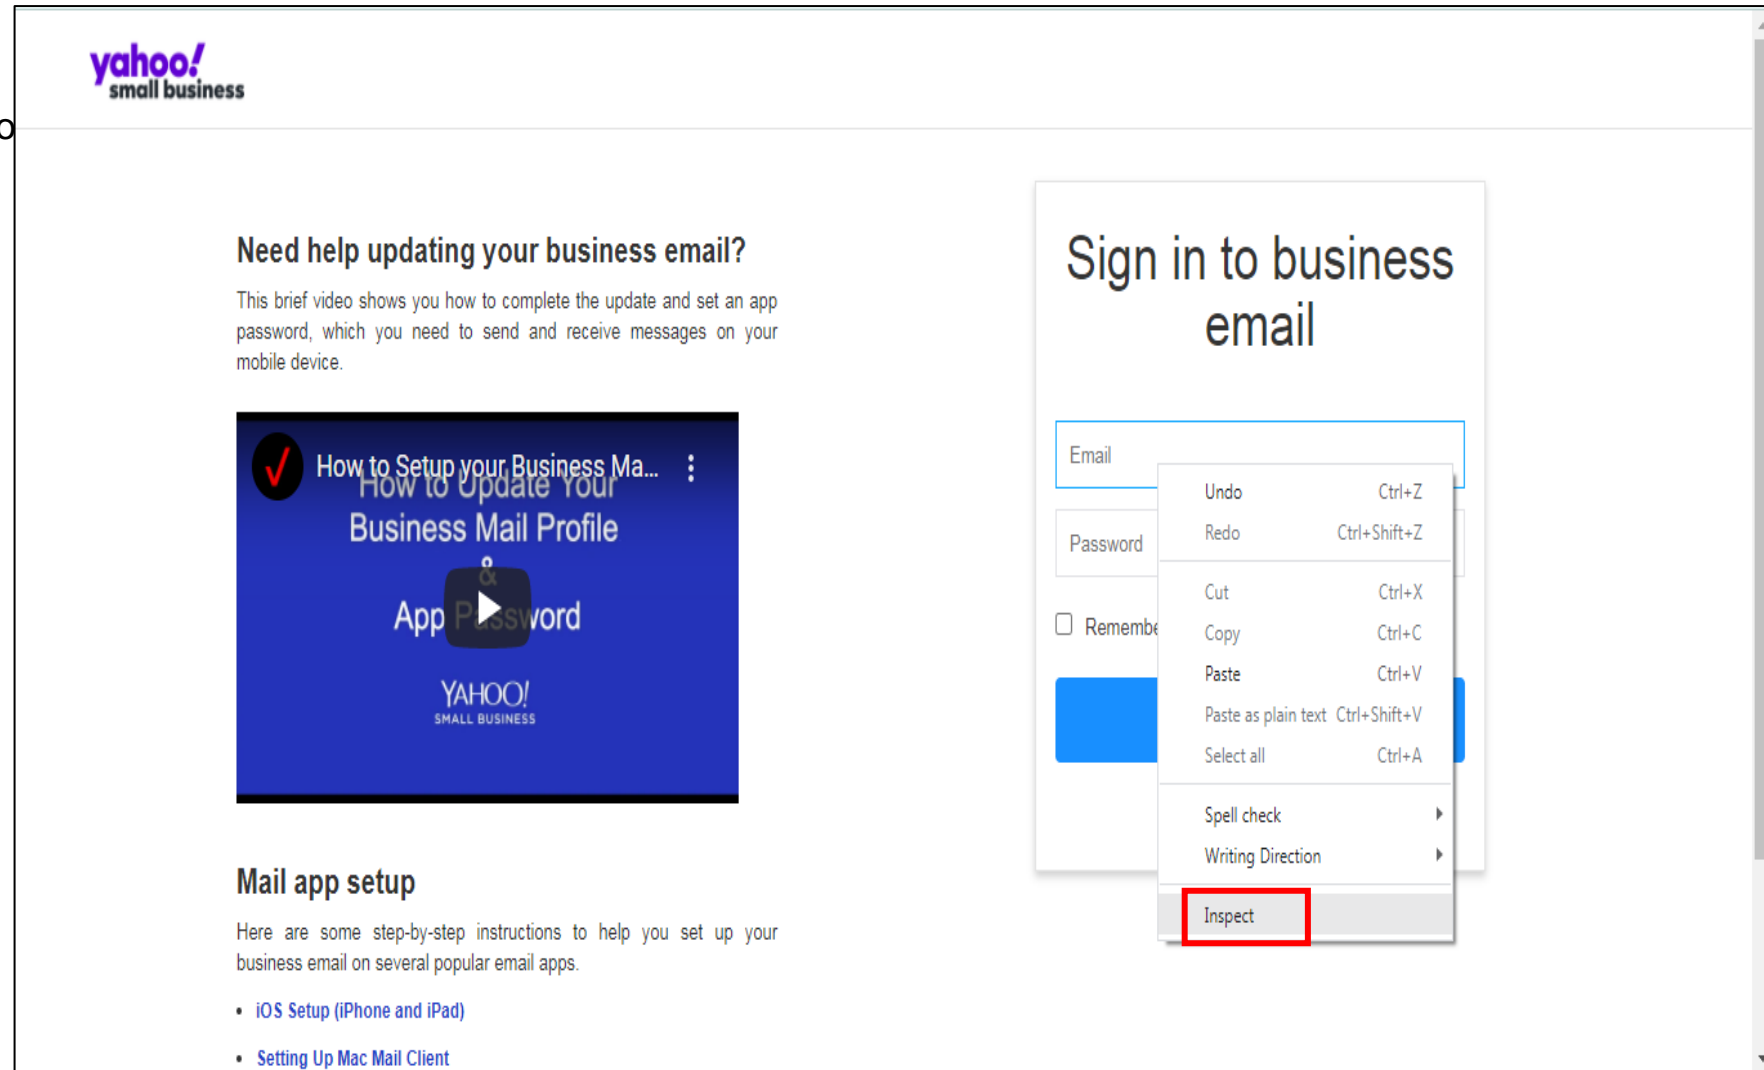 yahoo!
small business
o
Need help updating your business email?
This brief video shows you how to complete the update and set an app
password, which you need to send and receive messages on your
mobile device.
How to Setup your Business Ma...
How to Update Your
Business Mail Profile
&
App Password
YAHOO!
SMALL BUSINESS
Mail app setup
Here are some step-by-step instructions to help you set up your
business email on several popular email apps.
• iOS Setup (iPhone and iPad)
• Setting Up Mac Mail Client
Sign in to business
email
Email
Password
Remembe
Undo Ctrl+Z
Redo Ctrl+Shift+Z
Cut Ctrl+X
Copy Ctrl+C
Paste Ctrl+V
Paste as plain text Ctrl+Shift+V
Select all Ctrl+A
Spell check
Writing Direction
Inspect